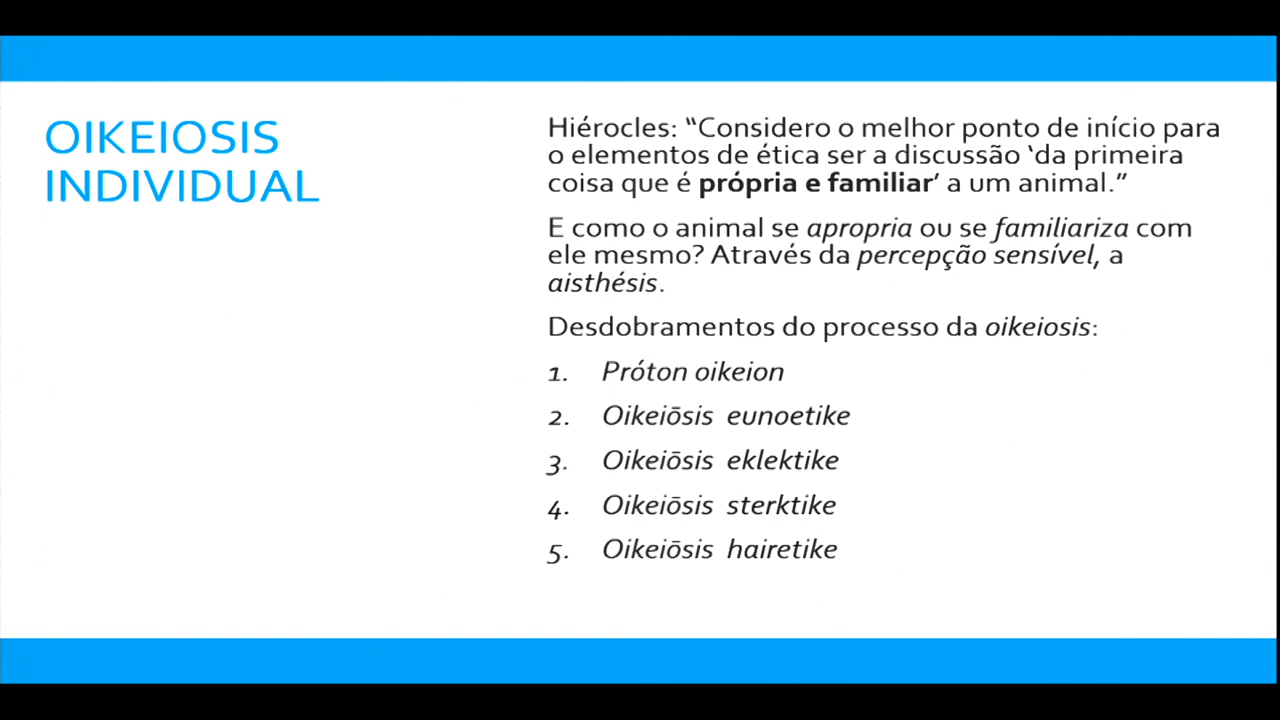 OIKEIOSIS
INDIVIDUAL
Hiérocles: “Considero o melhor ponto de início para
o elementos de ética ser a discussão ‘da primeira
coisa que é própria e familiar’ a um animal.”
E como o animal se apropria ou se familiariza com
ele mesmo? Através da percepção sensível, a
aisthésis.
Desdobramentos do processo da oikeiosis:
1. Próton oikeion
2. Oikeiōsis eunoetike
3. Oikeiōsis eklektike
4. Oikeiōsis sterktike
5. Oikeiōsis hairetike